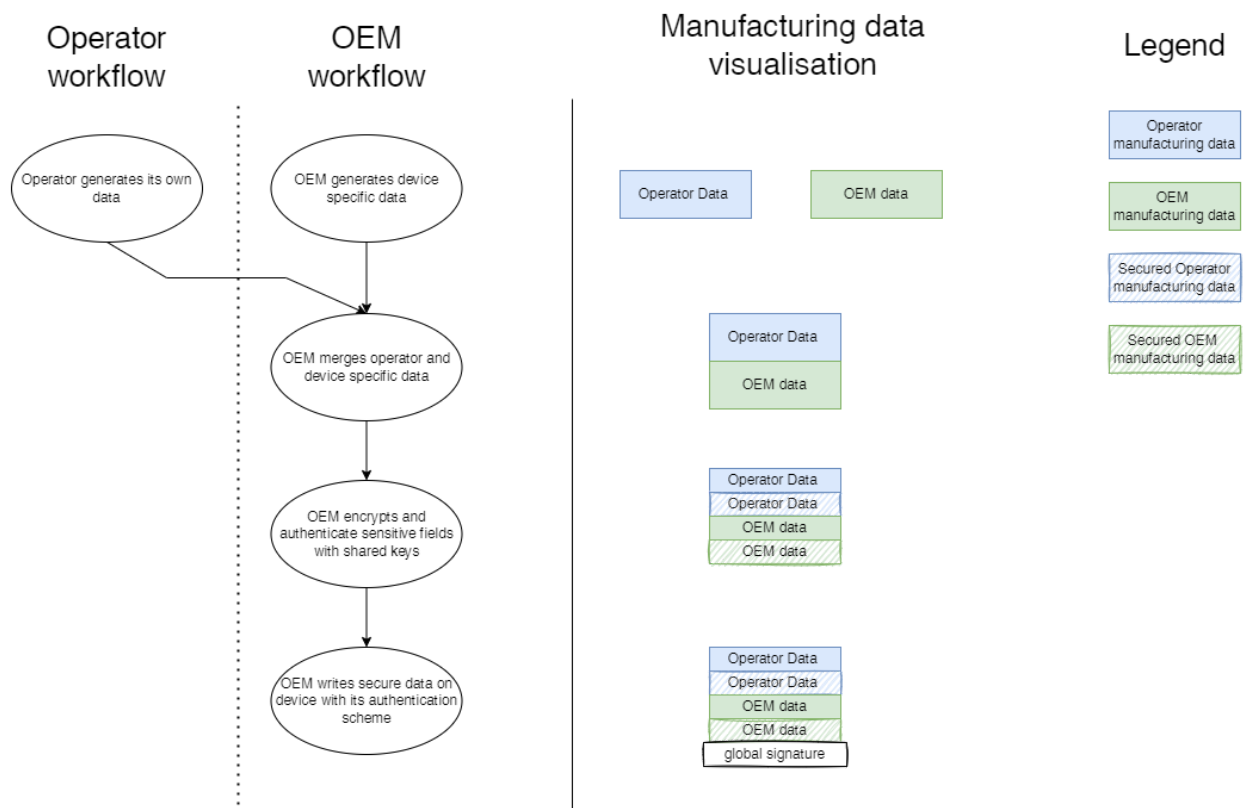 Operator
workflow
OEM
workflow
Manufacturing data
visualisation
Legend
Operator generates its own
data
OEM generates device
specific data
Operator Data
OEM data
Operator
manufacturing data
OEM
manufacturing data
Secured Operator
manufacturing data
Secured OEM
manufacturing data
OEM merges operator and
device specific data
Operator Data
OEM data
OEM encrypts and
authenticate sensitive fields
with shared keys
Operator Data
Operator Data
OEM data
OEM data
OEM writes secure data on
device with its authentication
scheme
Operator Data
Operator Data
OEM data
OEM data
global signature